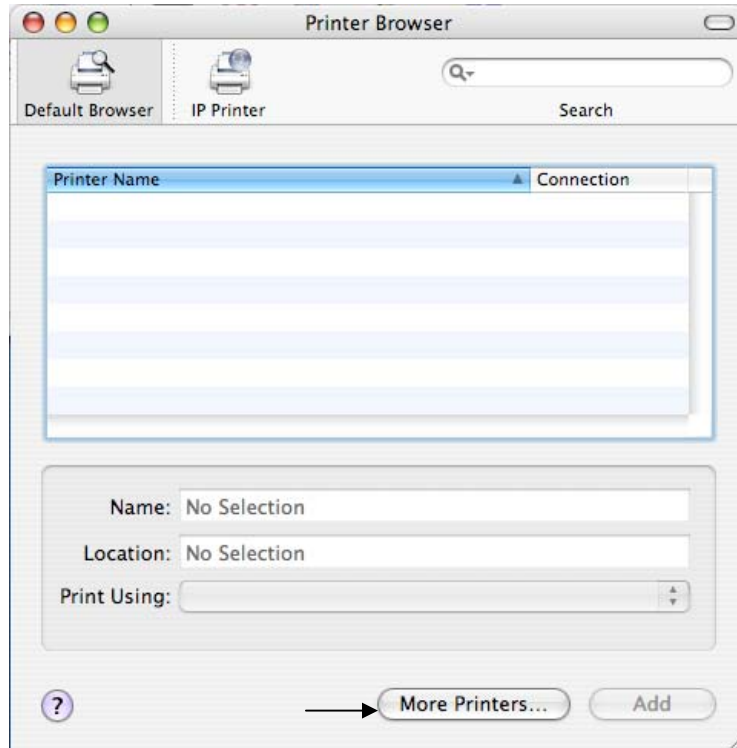 Printer Browser
Default Browser IP Printer Search
Printer Name Connection
Name: No Selection
Location: No Selection
Print Using:
? More Printers... Add